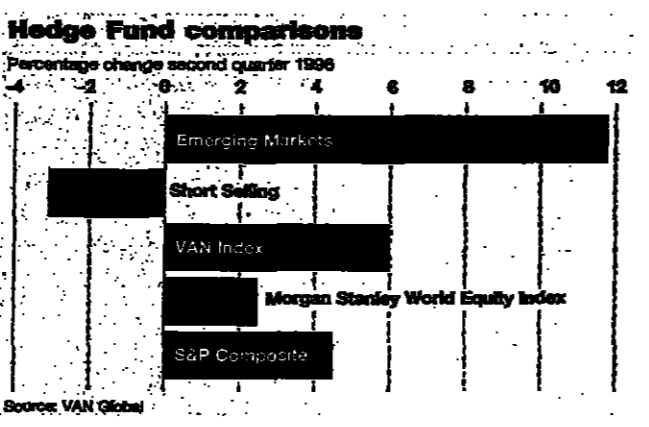 Hedge Fund comparisons
Percentage change second quarter 1996
-4 -2 0 2 4 6 8 10 12
Emerging Markets
Short Selling
VAN Index
Morgan Stanley World Equity Index
S&P Composite
Source: VAN Global